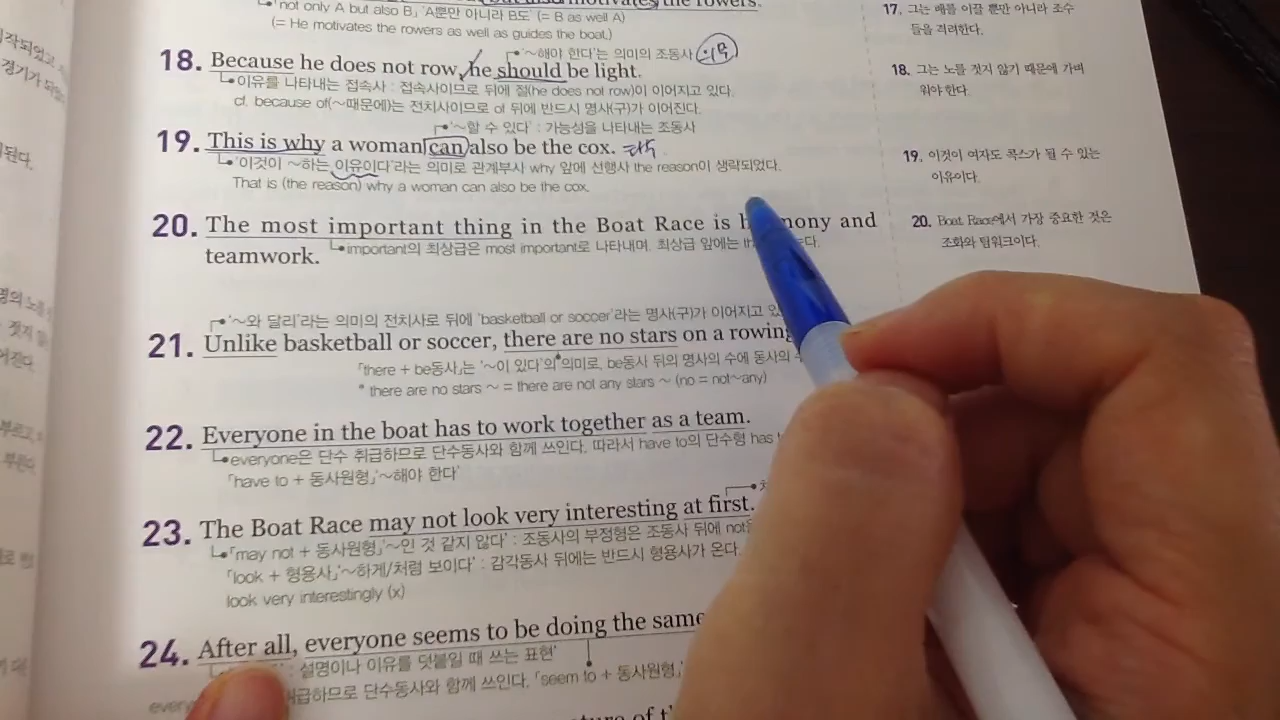 but also motivates the rowers.
「not only A but also B」 'A뿐만 아니라 B도' (= B as well A)
(= He motivates the rowers as well as guides the boat.)
17. 그는 배를 이끌 뿐만 아니라 조수
들을 격려한다.
'~해야 한다'는 의미의 조동사 의무
18. Because he does not row, he should be light.
이유를 나타내는 접속사 : 접속사이므로 뒤에 절(he does not row)이 이어지고 있다.
cf. because of(~때문에)는 전치사이므로 of 뒤에 반드시 명사(구)가 이어진다.
18. 그는 노를 젓지 않기 때문에 가벼
워야 한다.
'~할 수 있다' : 가능성을 나타내는 조동사
19. This is why a woman can also be the cox.
'이것이 ~하는 이유이다'라는 의미로 관계부사 why 앞에 선행사 the reason이 생략되었다.
That is (the reason) why a woman can also be the cox.
19. 이것이 여자도 콕스가 될 수 있는
이유이다.
20. The most important thing in the Boat Race is and
teamwork.
important의 최상급은 most important로 나타내며, 최상급 앞에는
20. Boat Race에서 가장 중요한 것은
조화와 팀워크이다.
'~와 달리'라는 의미의 전치사로 뒤에 'basketball or soccer'라는 명사(구)가 이어지고
21. Unlike basketball or soccer, there are no stars on a rowing
「there + be동사」는 '~이 있다'의 의미로, be동사 뒤의 명사의 수에 동사의
* there are no stars ~ = there are not any stars ~ (no = not~any)
22. Everyone in the boat has to work together as a team.
everyone은 단수 취급하므로 단수동사와 함께 쓰인다. 따라서 have to의 단수형 has
「have to + 동사원형」 '~해야 한다'
23. The Boat Race may not look very interesting at first.
「may not + 동사원형」 '~인 것 같지 않다' : 조동사의 부정형은 조동사 뒤에 not을
「look + 형용사」 '~하게/처럼 보이다' : 감각동사 뒤에는 반드시 형용사가 온다.
look very interestingly (x)
24. After all, everyone seems to be doing the same
: 설명이나 이유를 덧붙일 때 쓰는 표현'
취급하므로 단수동사와 함께 쓰인다. 「seem to + 동사원형」